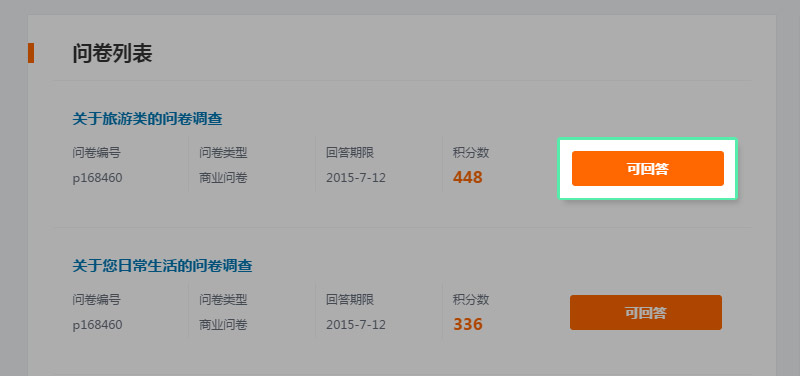 问卷列表
关于旅游类的问卷调查
问卷编号 问卷类型 回答期限 积分数
p168460 商业问卷 2015-7-12 448
可回答
关于您日常生活的问卷调查
问卷编号 问卷类型 回答期限 积分数
p168460 商业问卷 2015-7-12 336
可回答